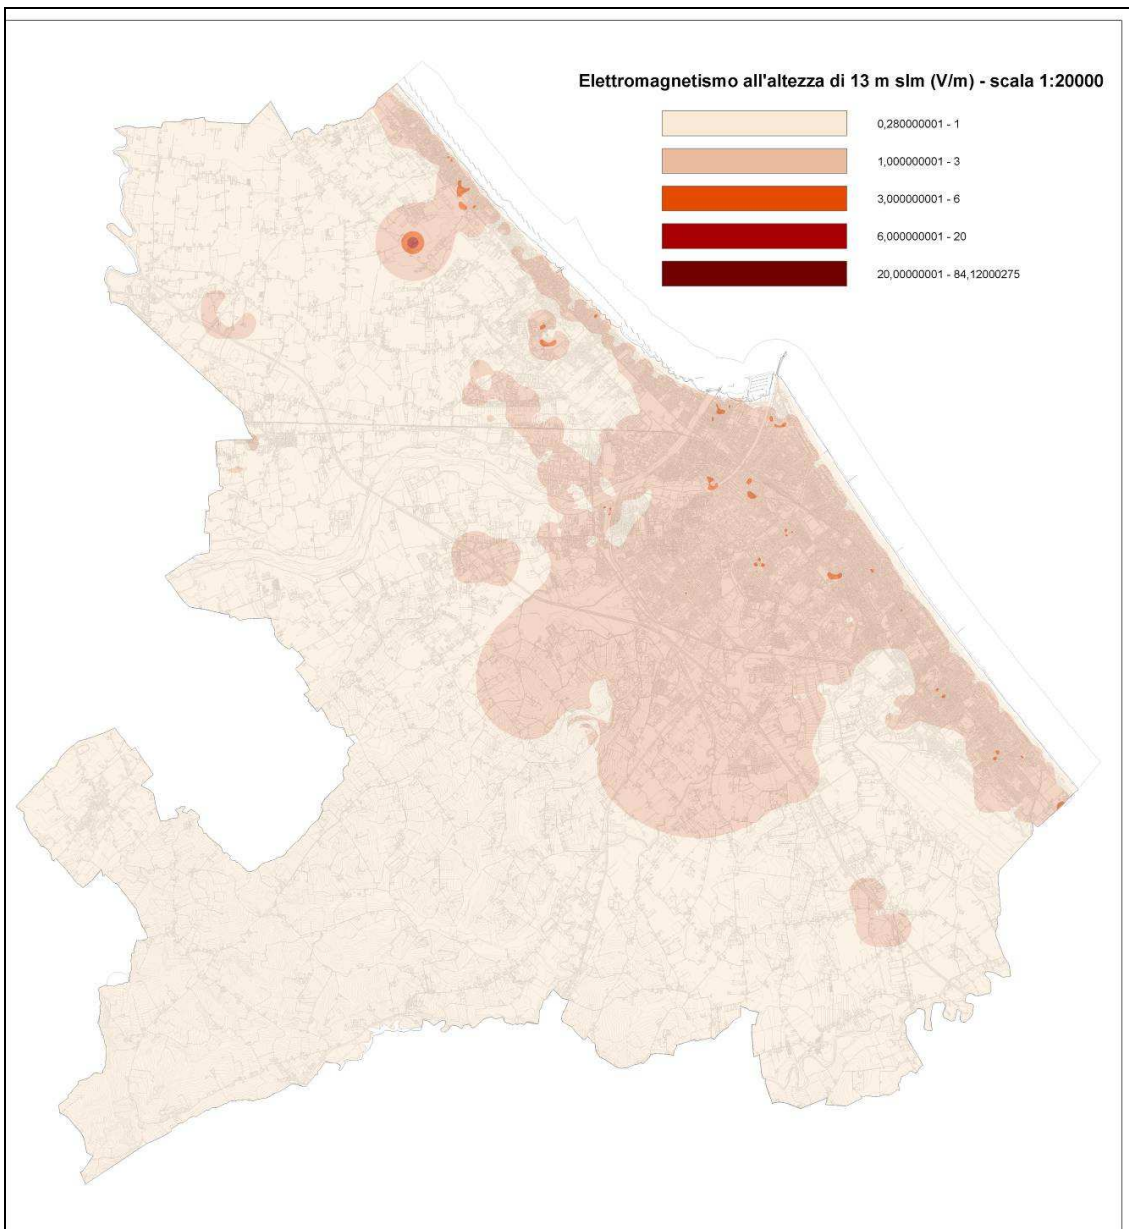 Elettromagnetismo all'altezza di 13 m slm (V/m) - scala 1:20000
0,280000001 - 1
1,000000001 - 3
3,000000001 - 6
6,000000001 - 20
20,00000001 - 84,12000275